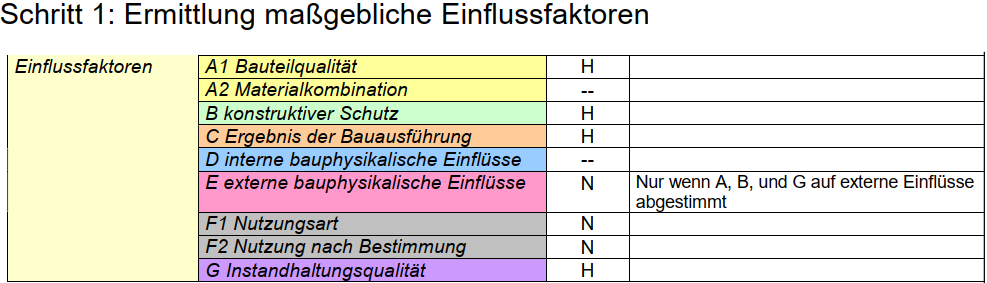 Schritt 1: Ermittlung maßgebliche Einflussfaktoren
Einflussfaktoren A1 Bauteilqualität H
A2 Materialkombination --
B konstruktiver Schutz H
C Ergebnis der Bauausführung H
D interne bauphysikalische Einflüsse --
E externe bauphysikalische Einflüsse N Nur wenn A, B, und G auf externe Einflüsse
abgestimmt
F1 Nutzungsart N
F2 Nutzung nach Bestimmung N
G Instandhaltungsqualität H